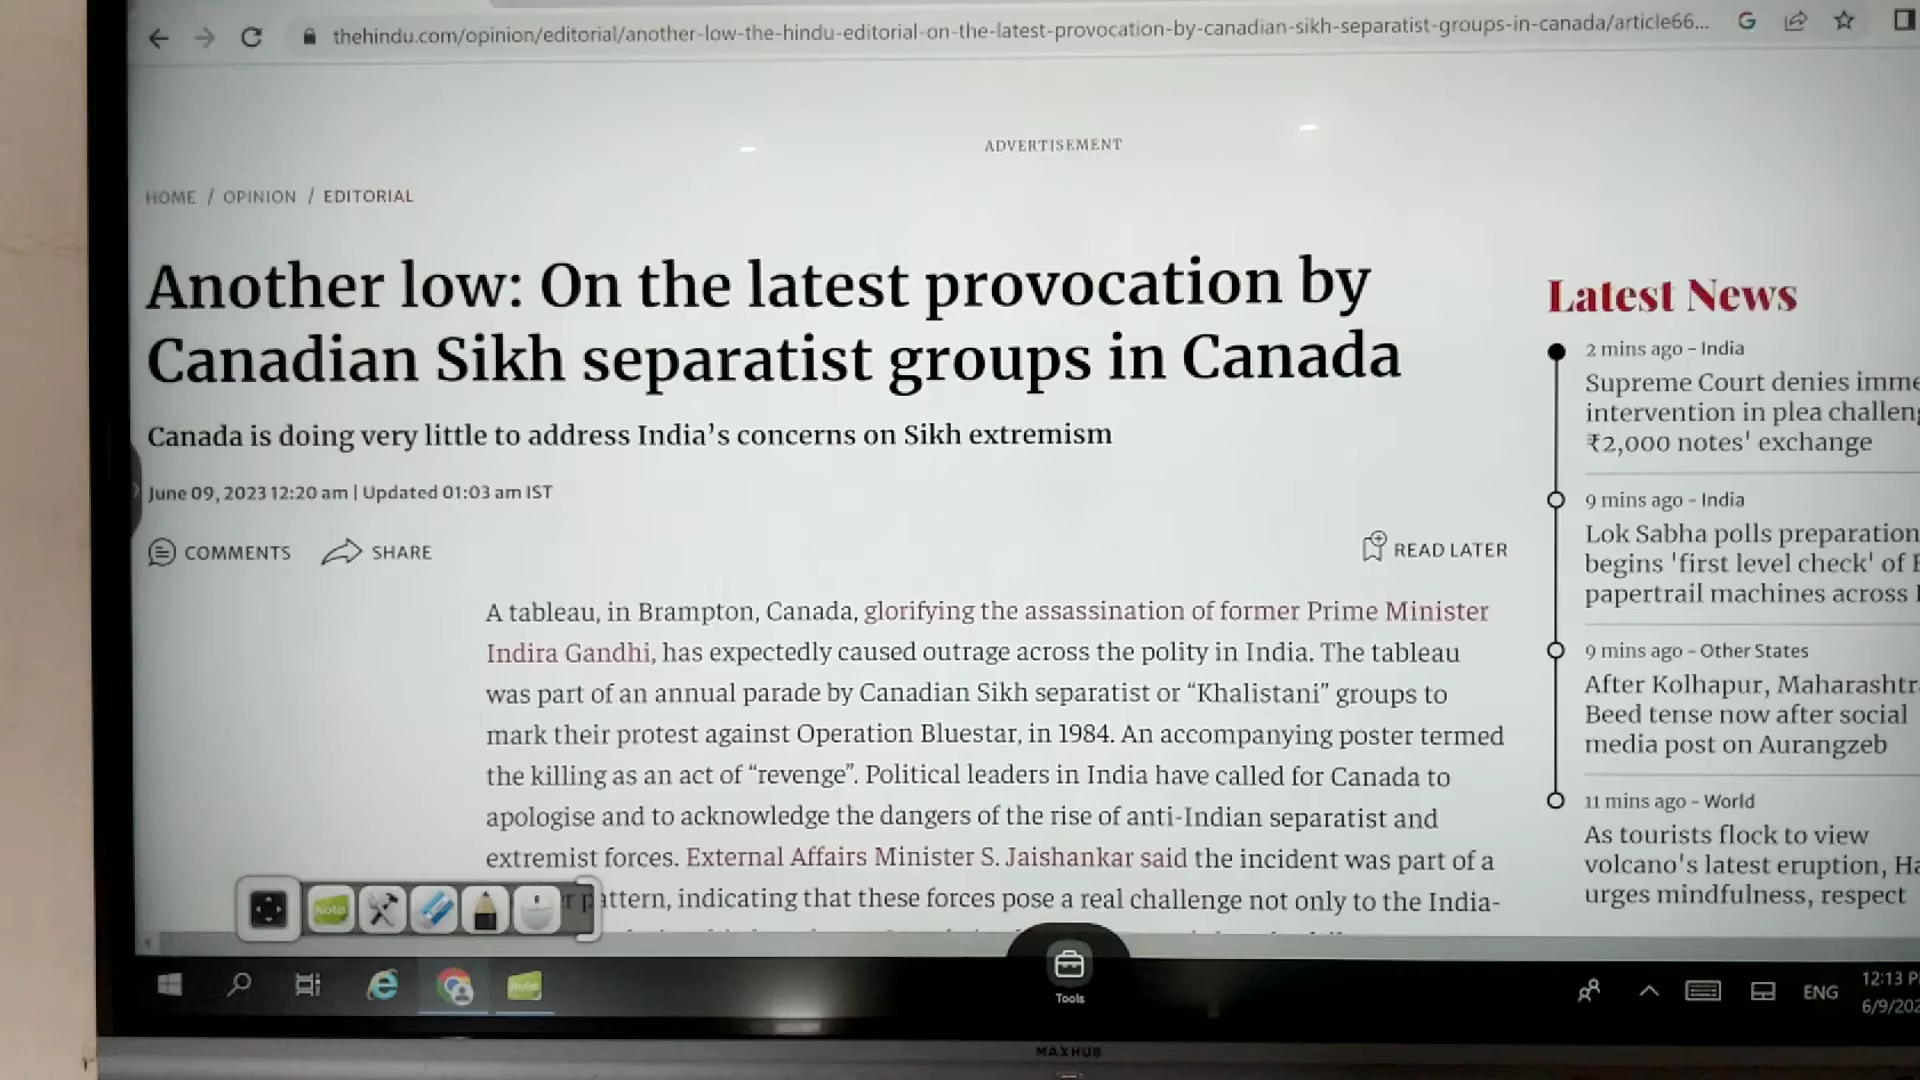 thehindu.com/opinion/editorial/another-low-the-hindu-editorial-on-the-latest-provocation-by-canadian-sikh-separatist-groups-in-canada/article66...
ADVERTISEMENT
HOME / OPINION / EDITORIAL
Another low: On the latest provocation by
Canadian Sikh separatist groups in Canada
Canada is doing very little to address India’s concerns on Sikh extremism
June 09, 2023 12:20 am | Updated 01:03 am IST
COMMENTS SHARE
READ LATER
A tableau, in Brampton, Canada, glorifying the assassination of former Prime Minister
Indira Gandhi, has expectedly caused outrage across the polity in India. The tableau
was part of an annual parade by Canadian Sikh separatist or “Khalistani” groups to
mark their protest against Operation Bluestar, in 1984. An accompanying poster termed
the killing as an act of “revenge”. Political leaders in India have called for Canada to
apologise and to acknowledge the dangers of the rise of anti-Indian separatist and
extremist forces. External Affairs Minister S. Jaishankar said the incident was part of a
pattern, indicating that these forces pose a real challenge not only to the India-
Latest News
2 mins ago - India
Supreme Court denies imme
intervention in plea challeng
₹2,000 notes' exchange
9 mins ago - India
Lok Sabha polls preparation
begins 'first level check' of E
papertrail machines across
9 mins ago - Other States
After Kolhapur, Maharashtr
Beed tense now after social
media post on Aurangzeb
11 mins ago - World
As tourists flock to view
volcano's latest eruption, Ha
urges mindfulness, respect
Note
Note
Tools
ENG
12:13 P
6/9/202
MAXHUB